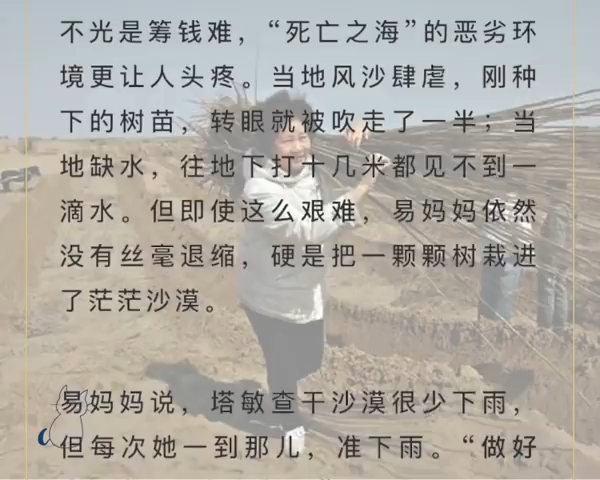 不光是筹钱难，“死亡之海”的恶劣环
境更让人头疼。当地风沙肆虐，刚种
下的树苗，转眼就被吹走了一半；当
地缺水，往地下打十几米都见不到一
滴水。但即使这么艰难，易妈妈依然
没有丝毫退缩，硬是把一颗颗树栽进
了茫茫沙漠。
易妈妈说，塔敏查干沙漠很少下雨，
但每次她一到那儿，准下雨。“做好